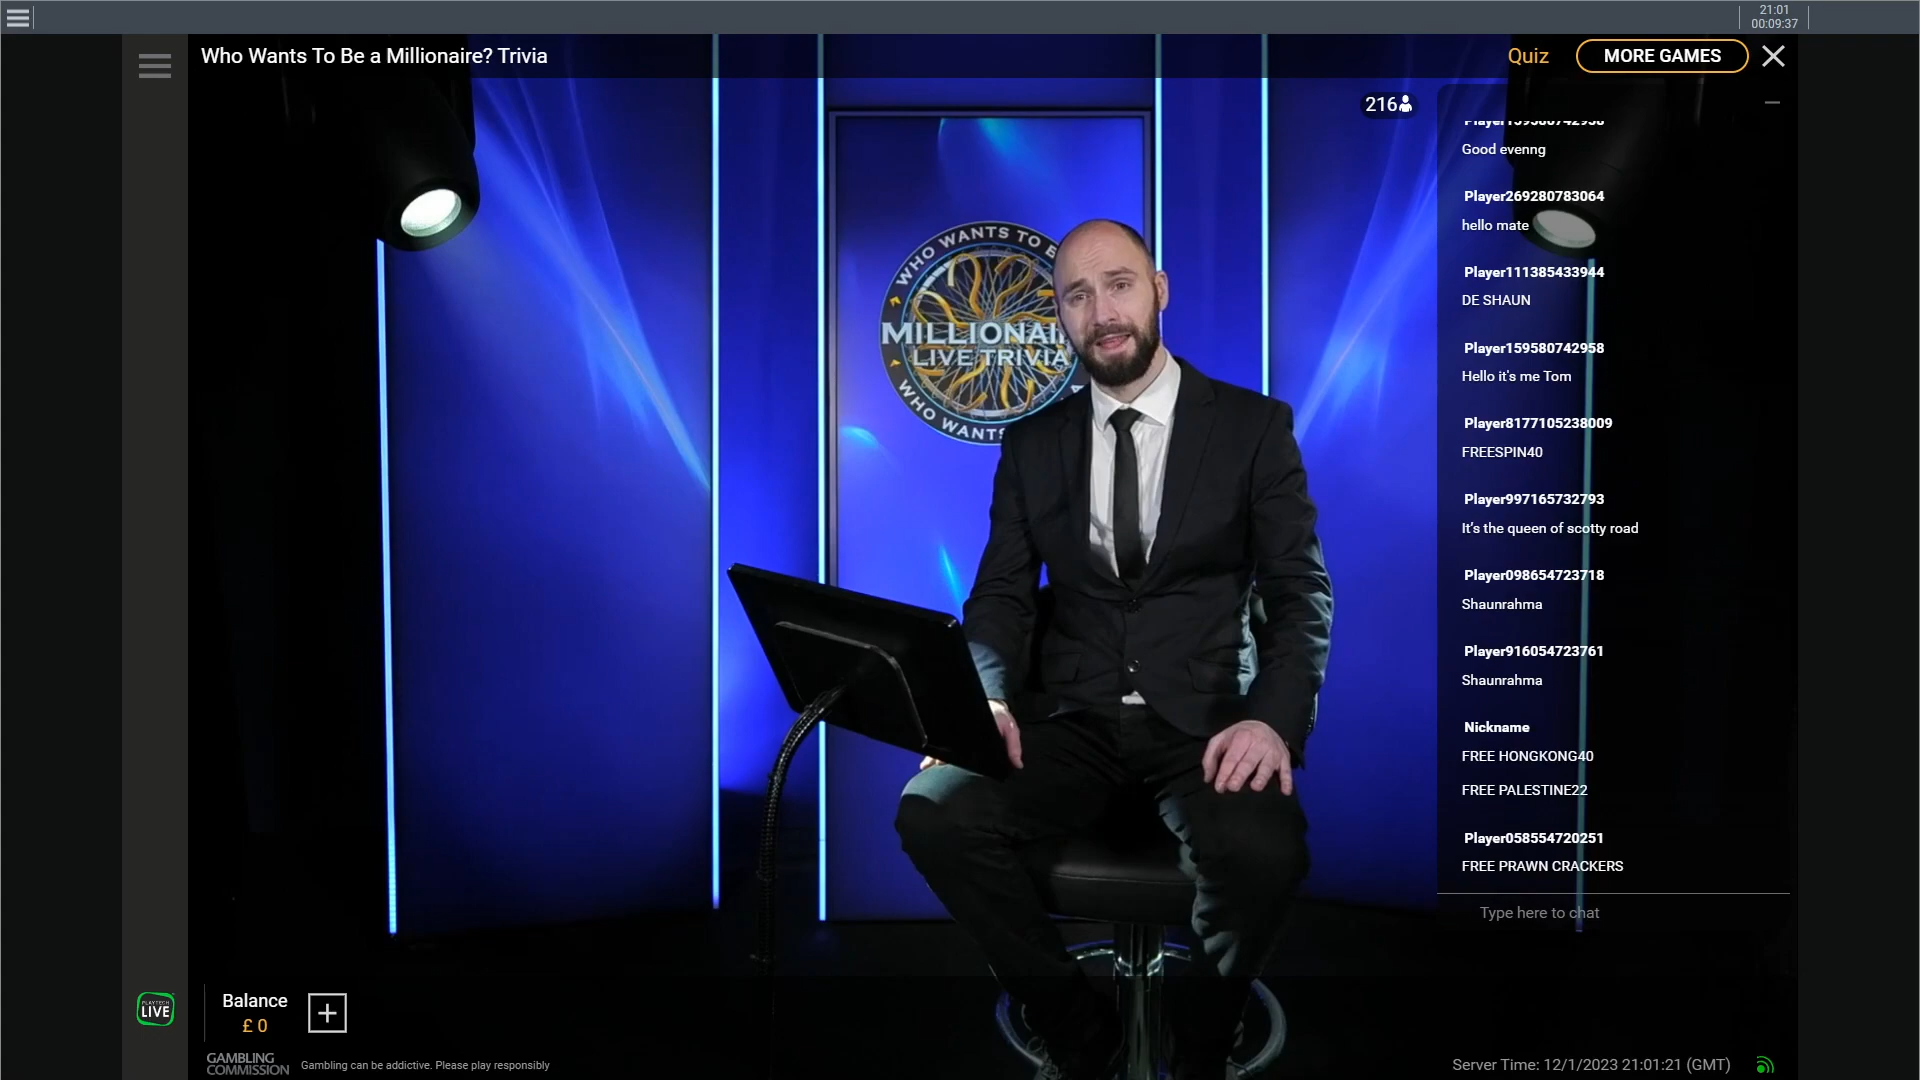 21:01
00:09:37
Who Wants To Be a Millionaire? Trivia
Quiz
MORE GAMES
216
Player159580742958
Good evenng
Player269280783064
hello mate
Player111385433944
DE SHAUN
Player159580742958
Hello it's me Tom
Player8177105238009
FREESPIN40
Player997165732793
It's the queen of scotty road
Player098654723718
Shaunrahma
Player916054723761
Shaunrahma
Nickname
FREE HONGKONG40
FREE PALESTINE22
Player058554720251
FREE PRAWN CRACKERS
Type here to chat
WHO WANTS TO
MILLIONAI
LIVE TRIVIA
WHO WANTS
PLAYTECH
LIVE
Balance
£ 0
GAMBLING
COMMISSION
Gambling can be addictive. Please play responsibly
Server Time: 12/1/2023 21:01:21 (GMT)